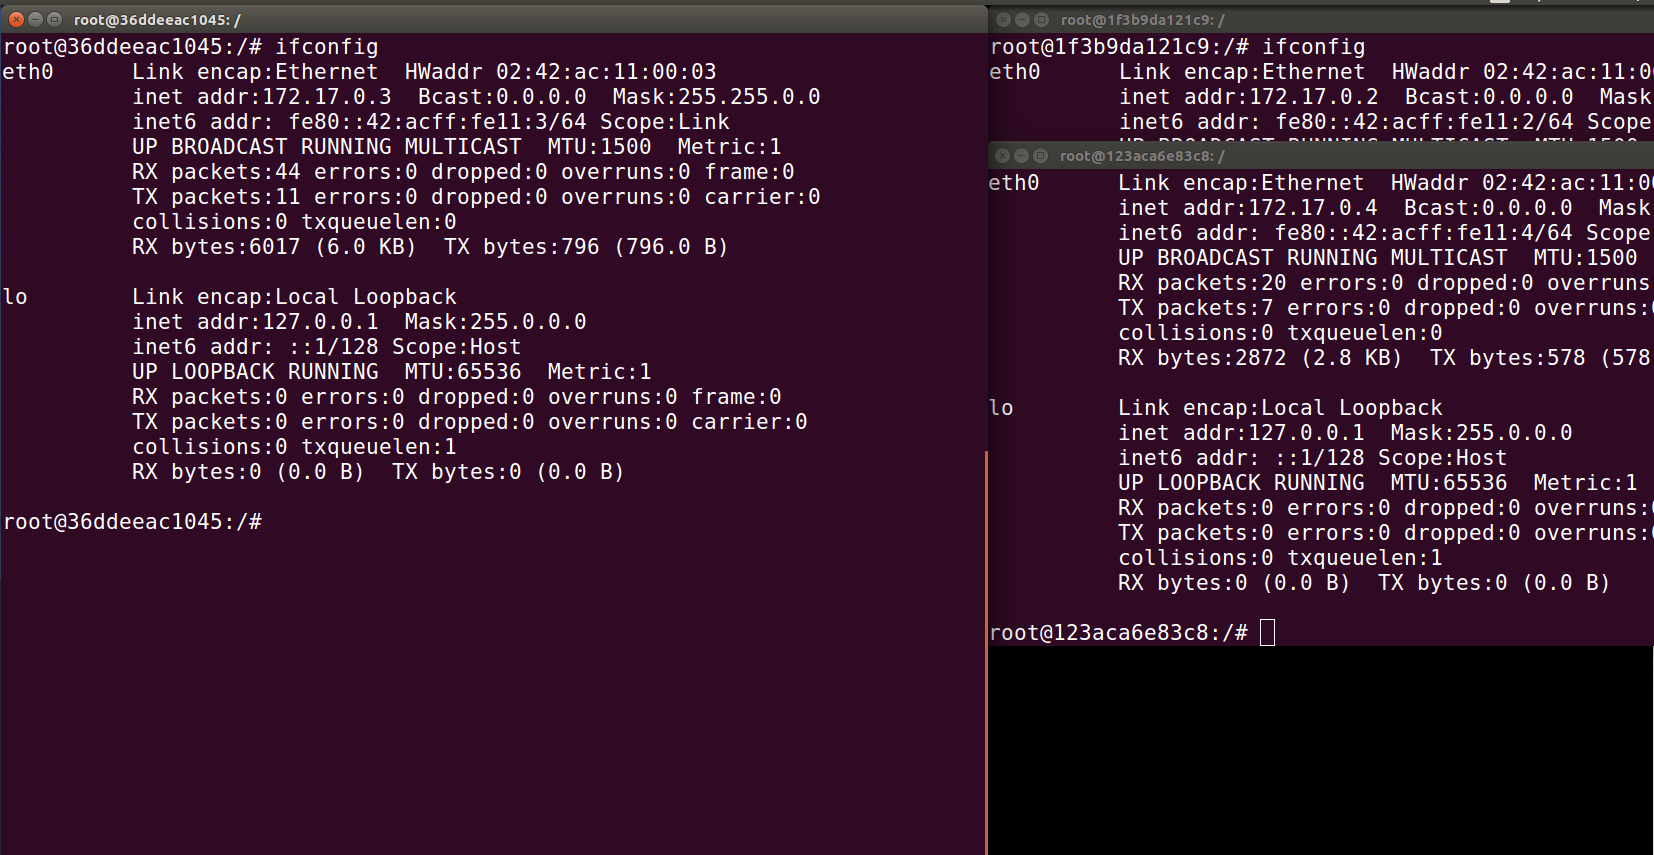 root@36ddeeac1045: /
root@36ddeeac1045:/# ifconfig
eth0      Link encap:Ethernet  HWaddr 02:42:ac:11:00:03
          inet addr:172.17.0.3  Bcast:0.0.0.0  Mask:255.255.0.0
          inet6 addr: fe80::42:acff:fe11:3/64 Scope:Link
          UP BROADCAST RUNNING MULTICAST  MTU:1500  Metric:1
          RX packets:44 errors:0 dropped:0 overruns:0 frame:0
          TX packets:11 errors:0 dropped:0 overruns:0 carrier:0
          collisions:0 txqueuelen:0
          RX bytes:6017 (6.0 KB)  TX bytes:796 (796.0 B)
lo        Link encap:Local Loopback
          inet addr:127.0.0.1  Mask:255.0.0.0
          inet6 addr: ::1/128 Scope:Host
          UP LOOPBACK RUNNING  MTU:65536  Metric:1
          RX packets:0 errors:0 dropped:0 overruns:0 frame:0
          TX packets:0 errors:0 dropped:0 overruns:0 carrier:0
          collisions:0 txqueuelen:1
          RX bytes:0 (0.0 B)  TX bytes:0 (0.0 B)
root@36ddeeac1045:/#
root@1f3b9da121c9: /
root@1f3b9da121c9:/# ifconfig
eth0      Link encap:Ethernet  HWaddr 02:42:ac:11:0
          inet addr:172.17.0.2  Bcast:0.0.0.0  Mask
          inet6 addr: fe80::42:acff:fe11:2/64 Scope
          UP BROADCAST RUNNING MULTICAST  MTU:1500
root@123aca6e83c8: /
eth0      Link encap:Ethernet  HWaddr 02:42:ac:11:0
          inet addr:172.17.0.4  Bcast:0.0.0.0  Mask
          inet6 addr: fe80::42:acff:fe11:4/64 Scope
          UP BROADCAST RUNNING MULTICAST  MTU:1500
          RX packets:20 errors:0 dropped:0 overruns
          TX packets:7 errors:0 dropped:0 overruns:
          collisions:0 txqueuelen:0
          RX bytes:2872 (2.8 KB)  TX bytes:578 (578
lo        Link encap:Local Loopback
          inet addr:127.0.0.1  Mask:255.0.0.0
          inet6 addr: ::1/128 Scope:Host
          UP LOOPBACK RUNNING  MTU:65536  Metric:1
          RX packets:0 errors:0 dropped:0 overruns:
          TX packets:0 errors:0 dropped:0 overruns:
          collisions:0 txqueuelen:1
          RX bytes:0 (0.0 B)  TX bytes:0 (0.0 B)
root@123aca6e83c8:/#